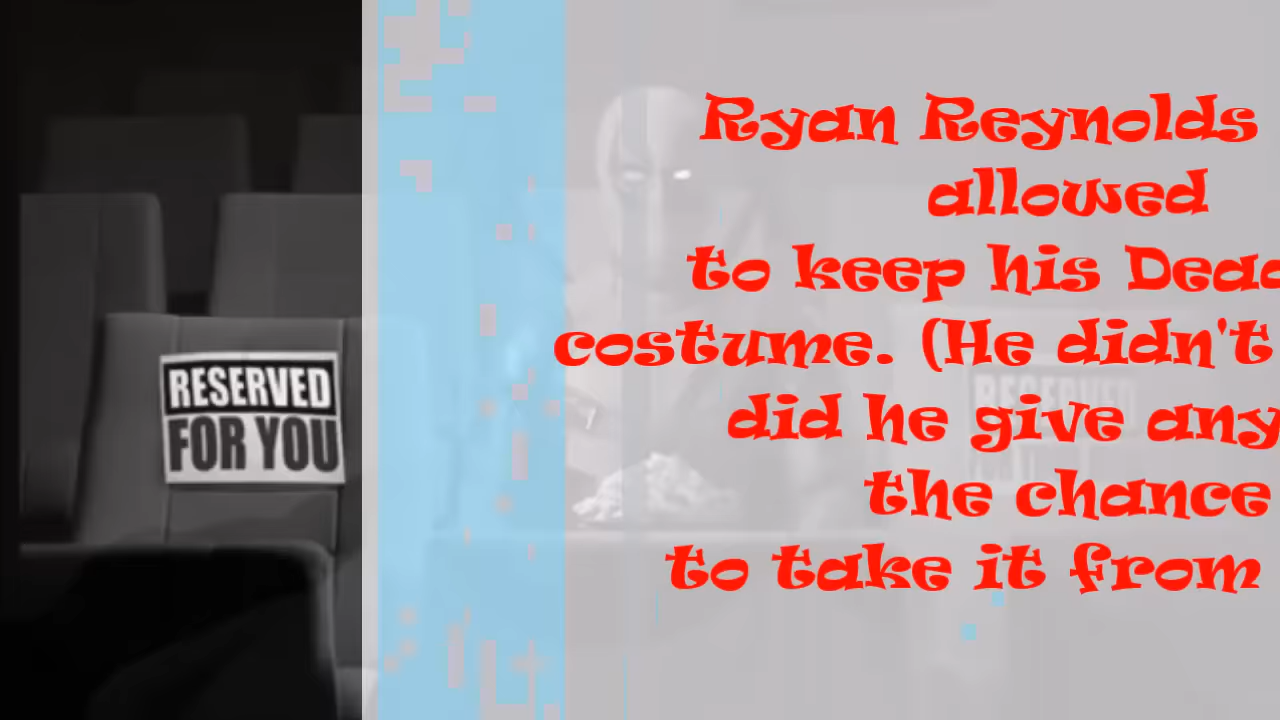 RESERVED
FOR YOU
Ryan Reynolds
allowed
to keep his
costume. (He didn't
did he give
the chance
to take it from
RESERVED